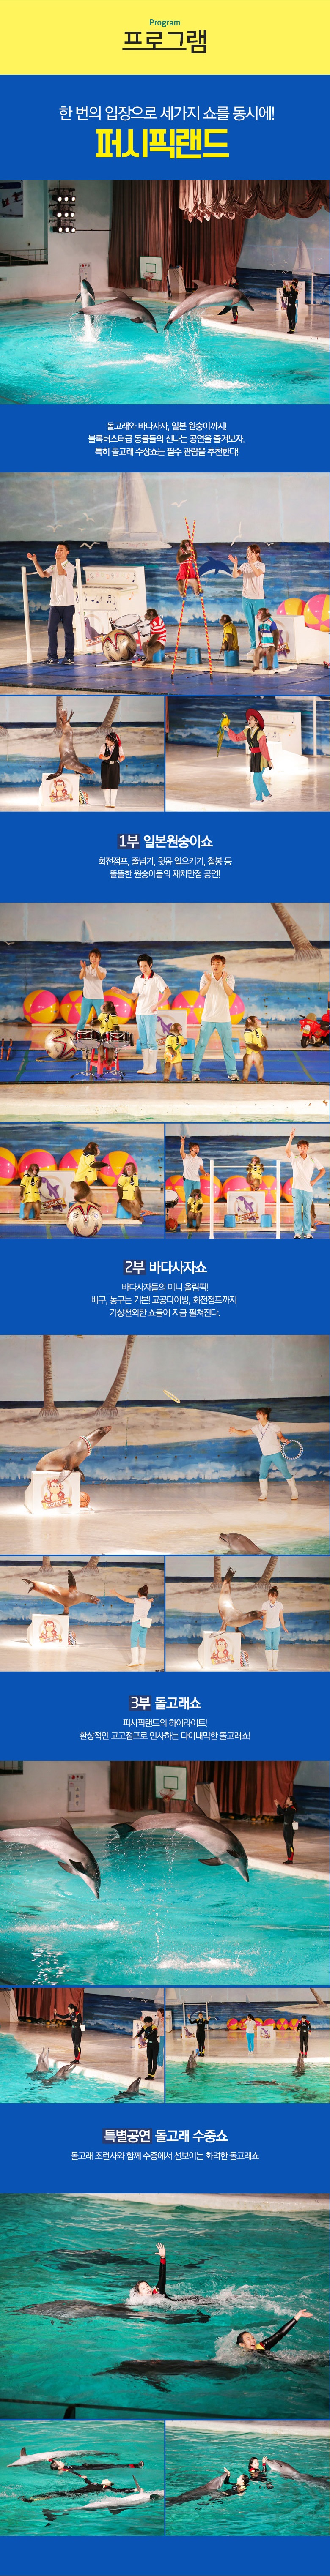 Program
프로그램
한 번의 입장으로 세가지 쇼를 동시에!
퍼시픽랜드
돌고래와 바다사자, 일본 원숭이까지!
블록버스터급 동물들의 신나는 공연을 즐겨보자.
특히 돌고래 수상쇼는 필수 관람을 추천한다!
1부 일본원숭이쇼
회전점프, 줄넘기, 윗몸 일으키기, 철봉 등
똘똘한 원숭이들의 재치만점 공연!
2부 바다사자쇼
바다사자들의 미니 올림픽!
배구, 농구는 기본! 고공다이빙, 회전점프까지
기상천외한 쇼들이 지금 펼쳐진다.
3부 돌고래쇼
퍼시픽랜드의 하이라이트!
환상적인 고고점프로 인사하는 다이내믹한 돌고래쇼!
특별공연 돌고래 수중쇼
돌고래 조련사와 함께 수중에서 선보이는 화려한 돌고래쇼